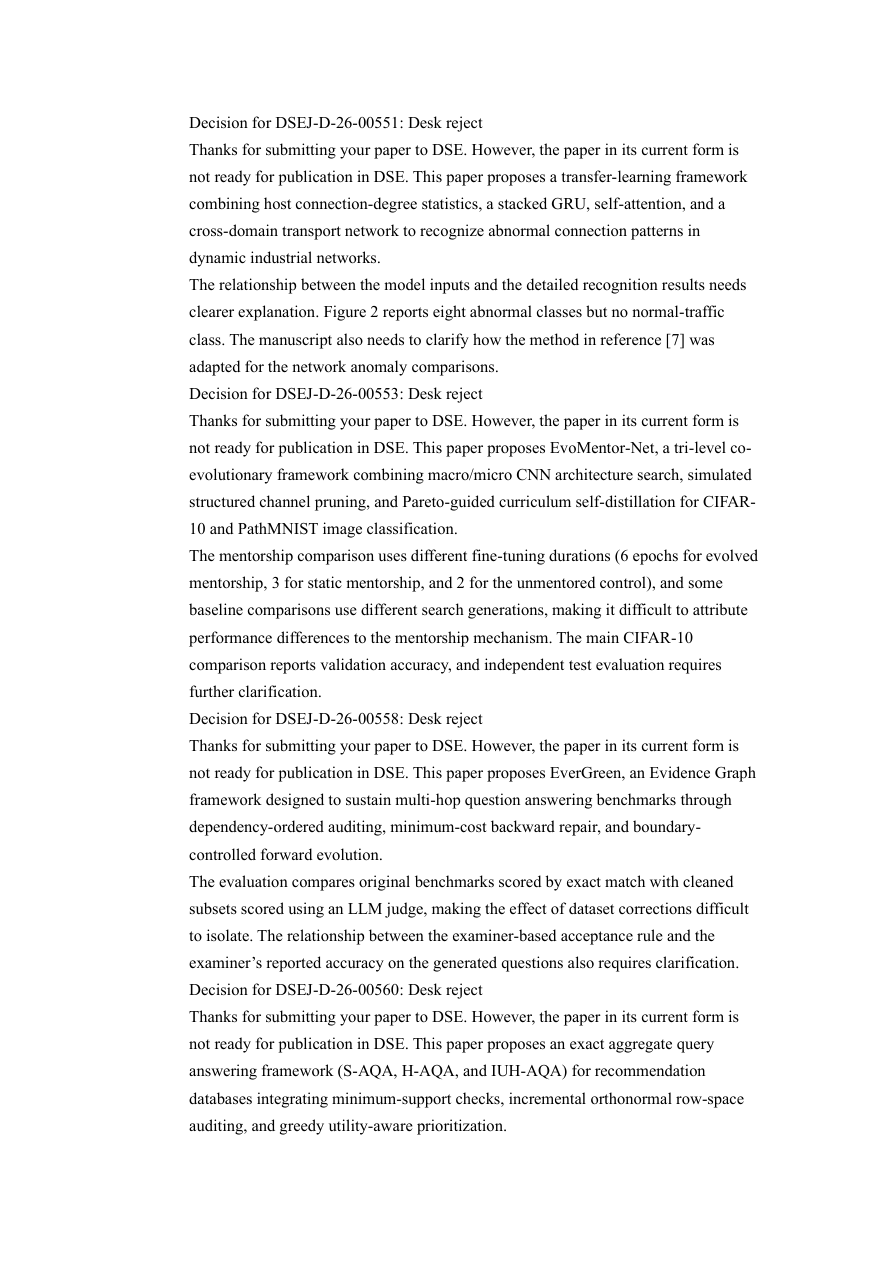 Decision for DSEJ-D-26-00551: Desk reject
Thanks for submitting your paper to DSE. However, the paper in its current form is
not ready for publication in DSE. This paper proposes a transfer-learning framework
combining host connection-degree statistics, a stacked GRU, self-attention, and a
cross-domain transport network to recognize abnormal connection patterns in
dynamic industrial networks.
The relationship between the model inputs and the detailed recognition results needs
clearer explanation. Figure 2 reports eight abnormal classes but no normal-traffic
class. The manuscript also needs to clarify how the method in reference [7] was
adapted for the network anomaly comparisons.
Decision for DSEJ-D-26-00553: Desk reject
Thanks for submitting your paper to DSE. However, the paper in its current form is
not ready for publication in DSE. This paper proposes EvoMentor-Net, a tri-level co-
evolutionary framework combining macro/micro CNN architecture search, simulated
structured channel pruning, and Pareto-guided curriculum self-distillation for CIFAR-
10 and PathMNIST image classification.
The mentorship comparison uses different fine-tuning durations (6 epochs for evolved
mentorship, 3 for static mentorship, and 2 for the unmentored control), and some
baseline comparisons use different search generations, making it difficult to attribute
performance differences to the mentorship mechanism. The main CIFAR-10
comparison reports validation accuracy, and independent test evaluation requires
further clarification.
Decision for DSEJ-D-26-00558: Desk reject
Thanks for submitting your paper to DSE. However, the paper in its current form is
not ready for publication in DSE. This paper proposes EverGreen, an Evidence Graph
framework designed to sustain multi-hop question answering benchmarks through
dependency-ordered auditing, minimum-cost backward repair, and boundary-
controlled forward evolution.
The evaluation compares original benchmarks scored by exact match with cleaned
subsets scored using an LLM judge, making the effect of dataset corrections difficult
to isolate. The relationship between the examiner-based acceptance rule and the
examiner’s reported accuracy on the generated questions also requires clarification.
Decision for DSEJ-D-26-00560: Desk reject
Thanks for submitting your paper to DSE. However, the paper in its current form is
not ready for publication in DSE. This paper proposes an exact aggregate query
answering framework (S-AQA, H-AQA, and IUH-AQA) for recommendation
databases integrating minimum-support checks, incremental orthonormal row-space
auditing, and greedy utility-aware prioritization.